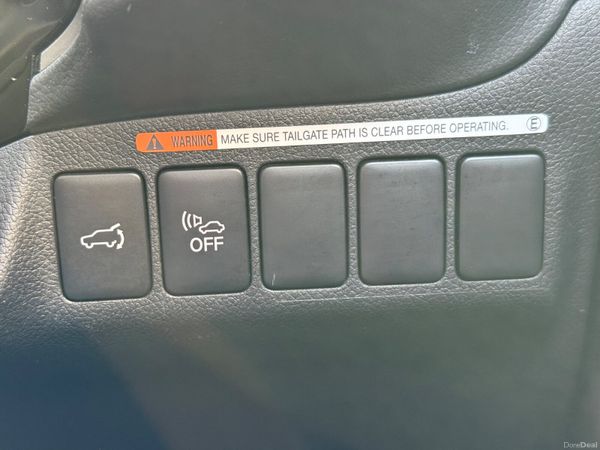 WARNING MAKE SURE TAILGATE PATH IS CLEAR BEFORE OPERATING. E
OFF
DoneDeal